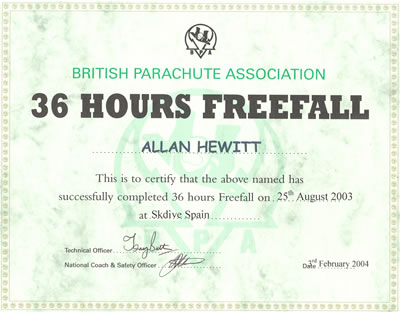 BPA
BRITISH PARACHUTE ASSOCIATION
36 HOURS FREEFALL
ALLAN HEWITT
This is to certify that the above named has
successfully completed 36 hours Freefall on 25th August 2003
at Skdive Spain
Technical Officer
National Coach & Safety Officer
Date 3rd February 2004